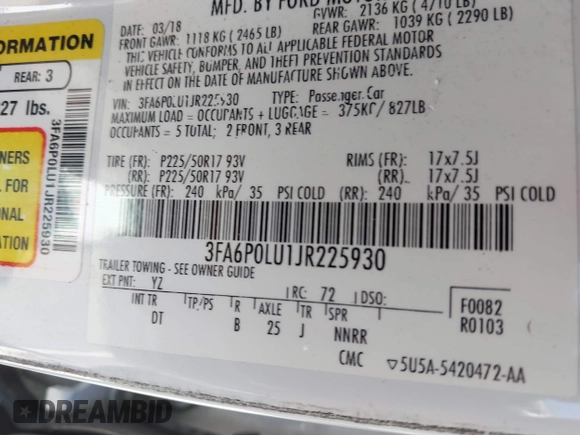 MFD. BY FORD MOTOR
03/18 GVWR: 2136 KG ( 4710 LB)
FRONT GAWR: 1118 KG ( 2465 LB) REAR GAWR: 1039 KG ( 2290 LB)
THIS VEHICLE CONFORMS TO ALL APPLICABLE FEDERAL MOTOR
VEHICLE SAFETY, BUMPER, AND THEFT PREVENTION STANDARDS
IN EFFECT ON THE DATE OF MANUFACTURE SHOWN ABOVE.
VIN: 3FA6P0LU1JR225930 TYPE: Passenger Car
MAXIMUM LOAD = OCCUPANTS + LUGGAGE = 375KG/ 827LB
OCCUPANTS = 5 TOTAL; 2 FRONT, 3 REAR
TIRE (FR): P225/50R17 93V RIMS (FR): 17x7.5J
(RR): P225/50R17 93V (RR): 17x7.5J
PRESSURE (FR): 240 kPa/ 35 PSI COLD (RR): 240 kPa/ 35 PSI COLD
3FA6P0LU1JR225930
TRAILER TOWING - SEE OWNER GUIDE
EXT PNT: YZ RC: 72 DSO:
INT TR TP/PS R AXLE TR SPR
DT B 25 J NNRR
F0082
R0103
CMC 5U5A-5420472-AA
FORMATION
REAR: 3
27 lbs.
NERS
FOR
ONAL
ATION
3FA6P0LU1JR225930
DREAMBID